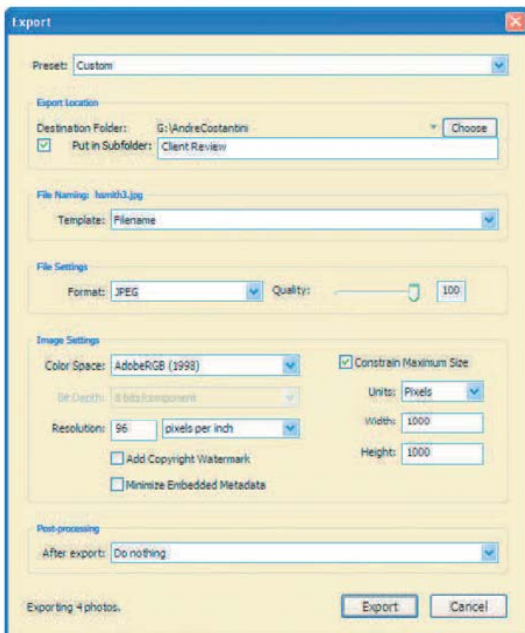 Export
Preset: Custom
Export Location
Destination Folder: G:\AndreCostantini Choose
Put in Subfolder: Client Review
File Naming: hsmith3.jpg
Template: Filename
File Settings
Format: JPEG Quality: 100
Image Settings
Color Space: AdobeRGB (1998) Constrain Maximum Size
Bit Depth: 8 bits/component Units: Pixels
Resolution: 96 pixels per inch Width: 1000
Height: 1000
Add Copyright Watermark
Minimize Embedded Metadata
Post-processing
After export: Do nothing
Exporting 4 photos. Export Cancel